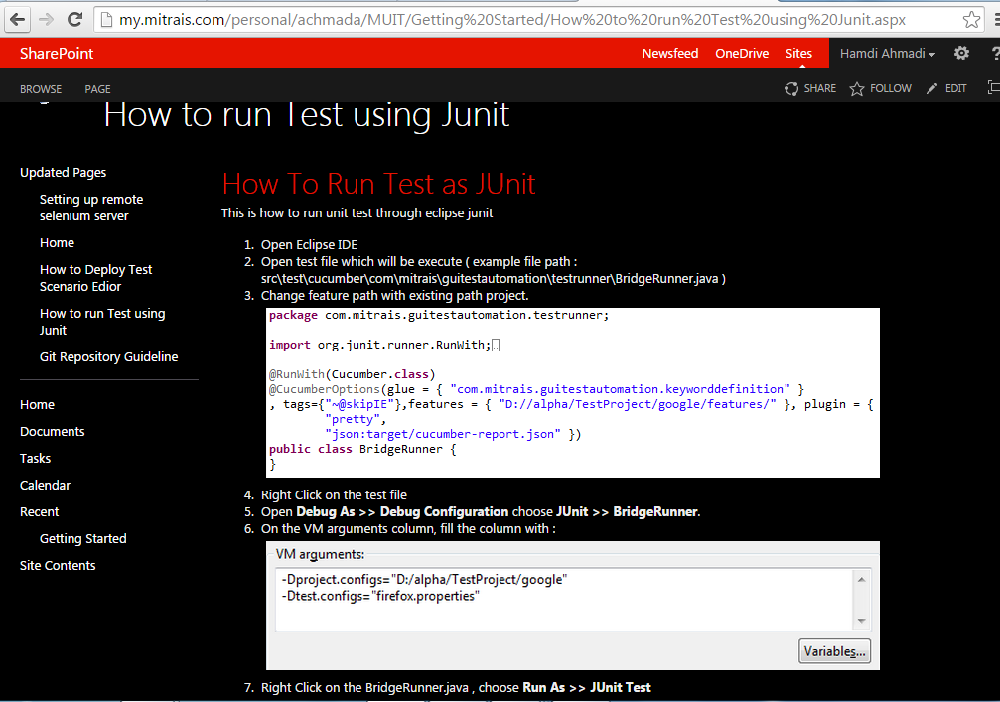 my.mitrais.com/personal/achmada/MUIT/Getting%20Started/How%20to%20run%20Test%20using%20Junit.aspx
SharePoint
Newsfeed OneDrive Sites Hamdi Ahmadi ?
BROWSE PAGE
SHARE FOLLOW EDIT
How to run Test using Junit
Updated Pages
Setting up remote
selenium server
Home
How to Deploy Test
Scenario Edior
How to run Test using
Junit
Git Repository Guideline
Home
Documents
Tasks
Calendar
Recent
Getting Started
Site Contents
How To Run Test as JUnit
This is how to run unit test through eclipse junit
1. Open Eclipse IDE
2. Open test file which will be execute ( example file path :
src\test\cucumber\com\mitrais\guitestautomation\testrunner\BridgeRunner.java )
3. Change feature path with existing path project.
package com.mitrais.guitestautomation.testrunner;
import org.junit.runner.RunWith;
@RunWith(Cucumber.class)
@CucumberOptions(glue = { "com.mitrais.guitestautomation.keyworddefinition" }
, tags={"~@skipIE"},features = { "D://alpha/TestProject/google/features/" }, plugin = {
"pretty",
"json:target/cucumber-report.json" })
public class BridgeRunner {
}
4. Right Click on the test file
5. Open Debug As >> Debug Configuration choose JUnit >> BridgeRunner.
6. On the VM arguments column, fill the column with :
VM arguments:
-Dproject.configs="D:/alpha/TestProject/google"
-Dtest.configs="firefox.properties"
Variables...
7. Right Click on the BridgeRunner.java , choose Run As >> JUnit Test